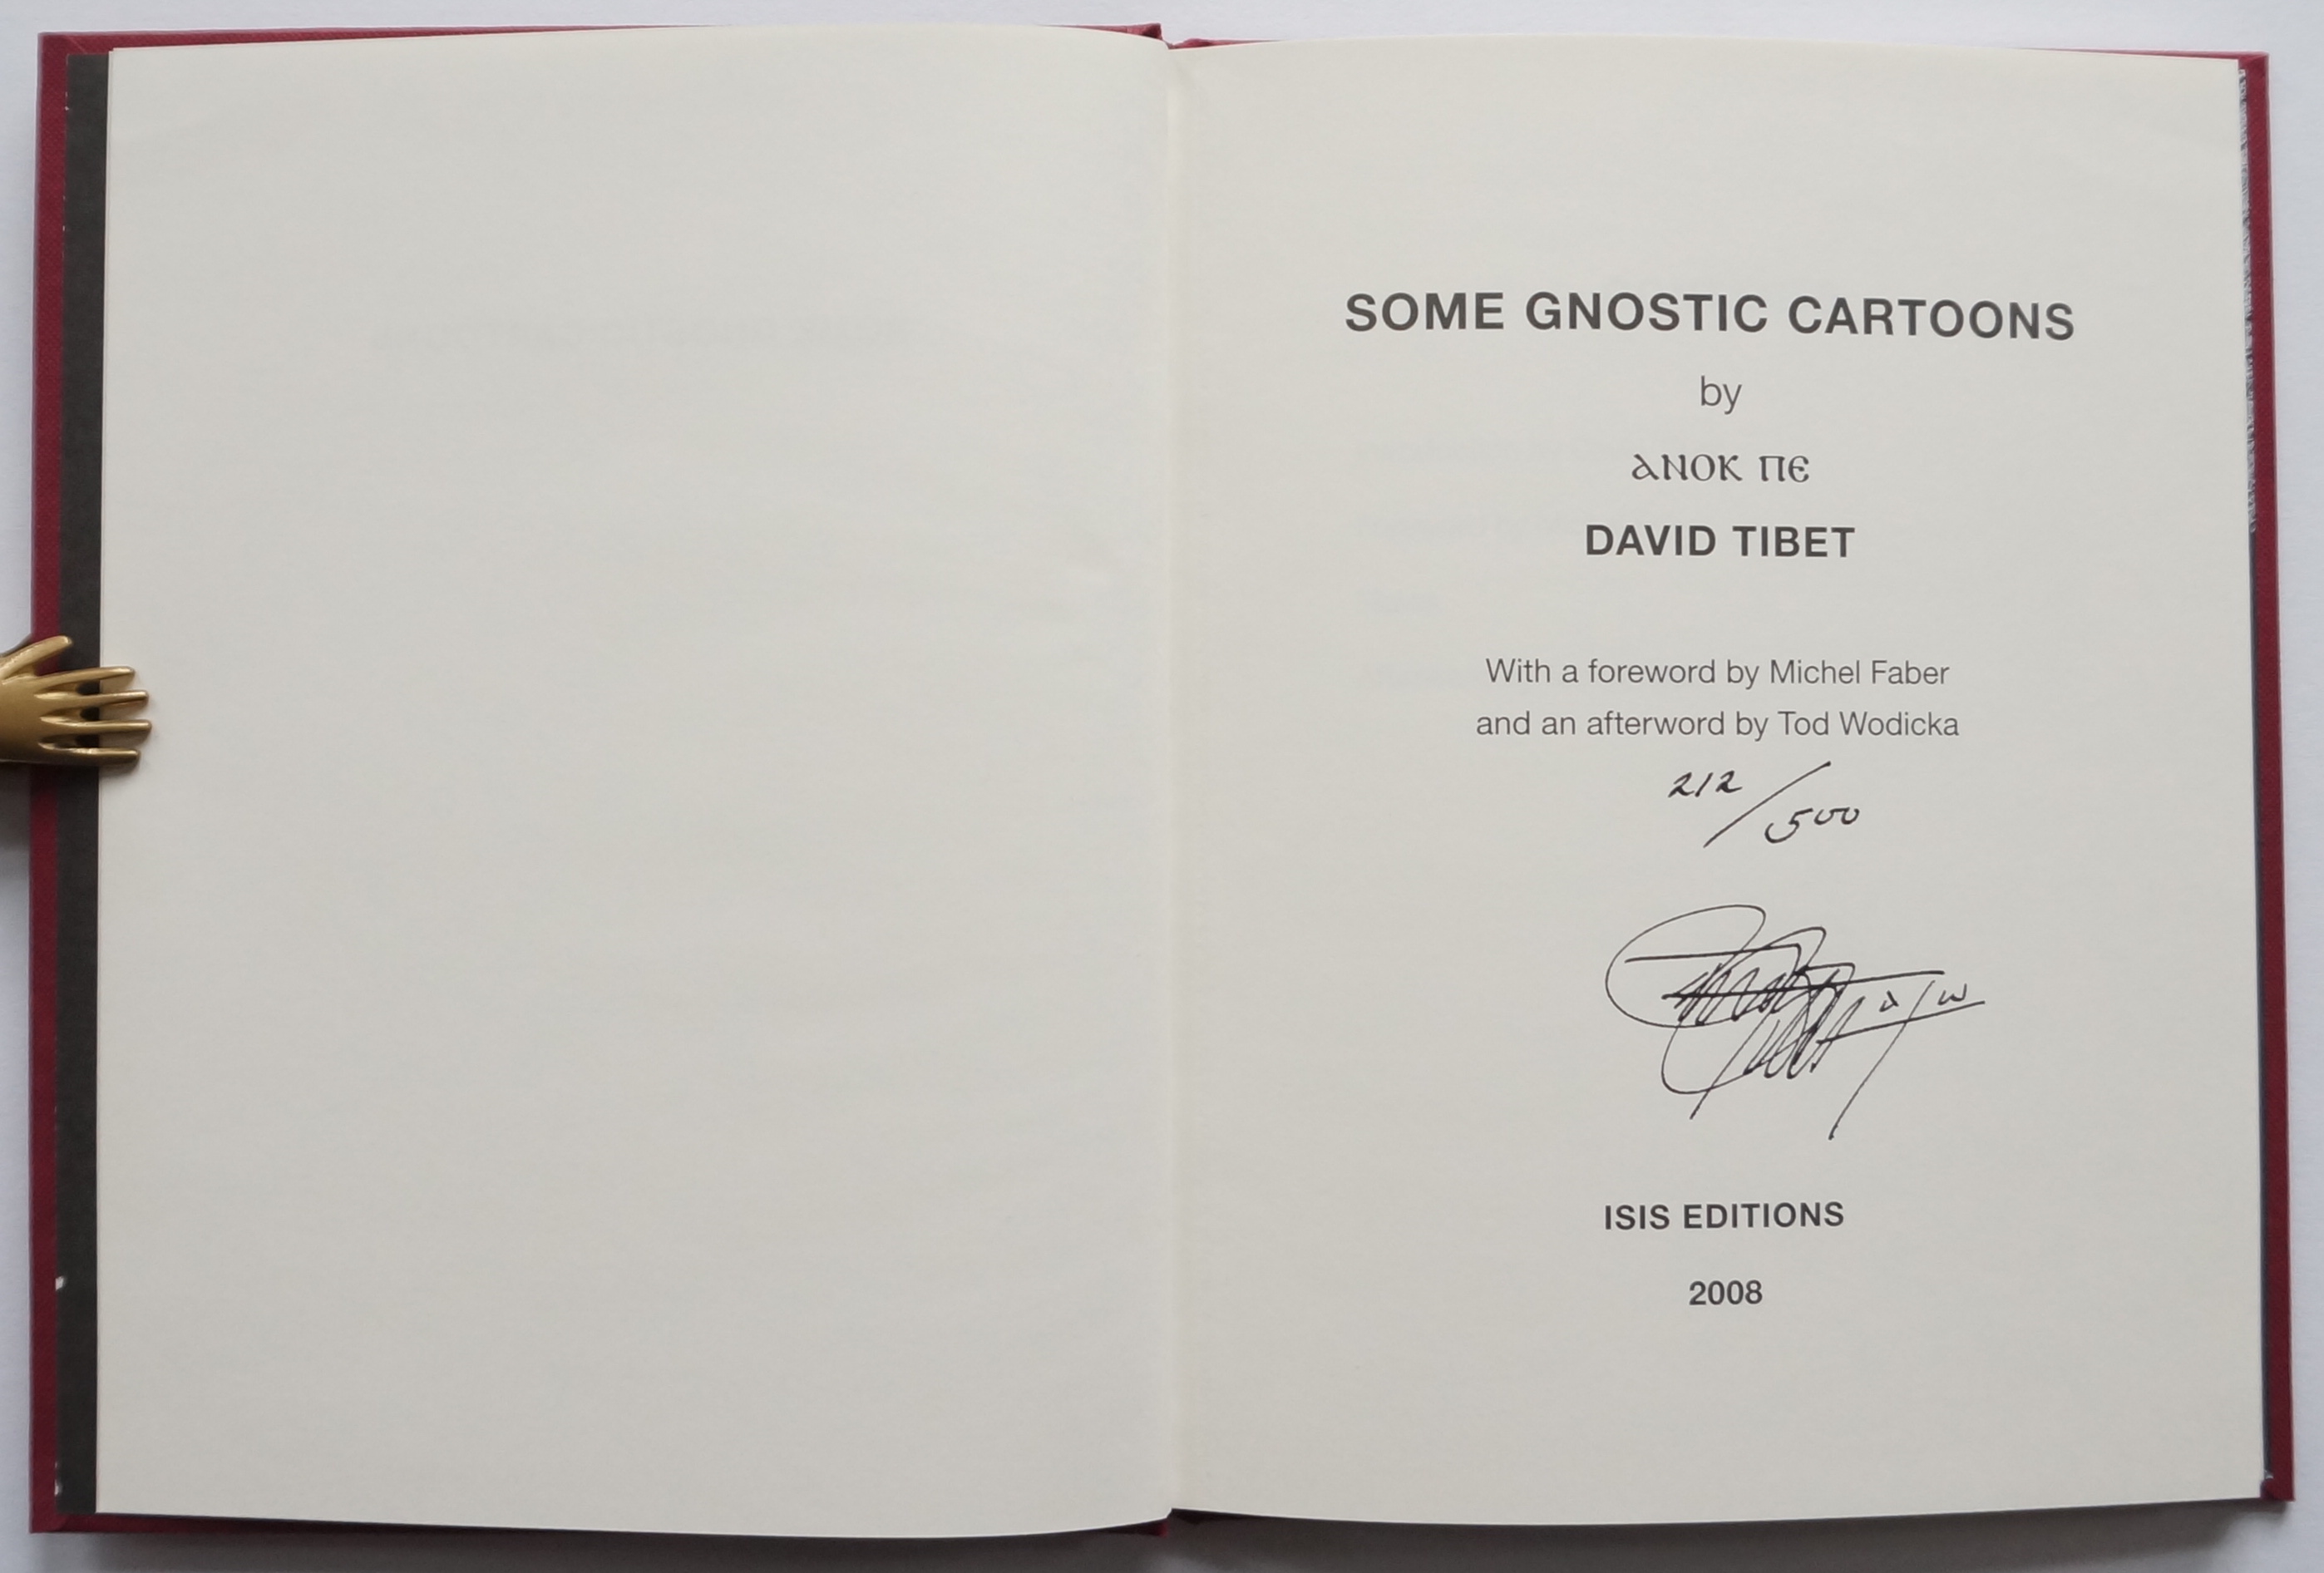 SOME GNOSTIC CARTOONS
by
ⲁⲛⲟⲕ ⲡⲉ
DAVID TIBET
With a foreword by Michel Faber
and an afterword by Tod Wodicka
212/500
ⲁ/ⲱ
ISIS EDITIONS
2008